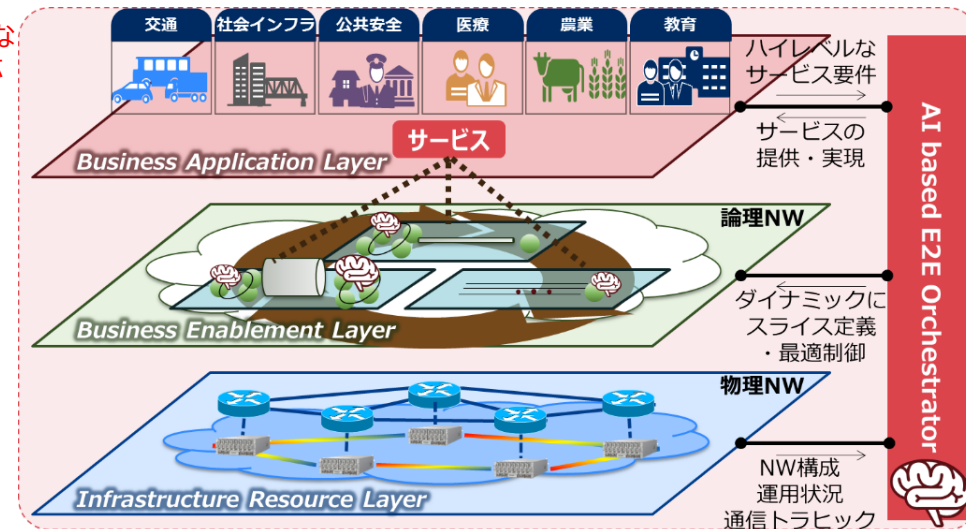 な
交通
社会インフラ
公共安全
医療
農業
教育
ハイレベルな
サービス要件
サービスの
提供・実現
サービス
Business Application Layer
論理NW
ダイナミックに
スライス定義
・最適制御
Business Enablement Layer
物理NW
NW構成
運用状況
通信トラヒック
Infrastructure Resource Layer
AI based E2E Orchestrator